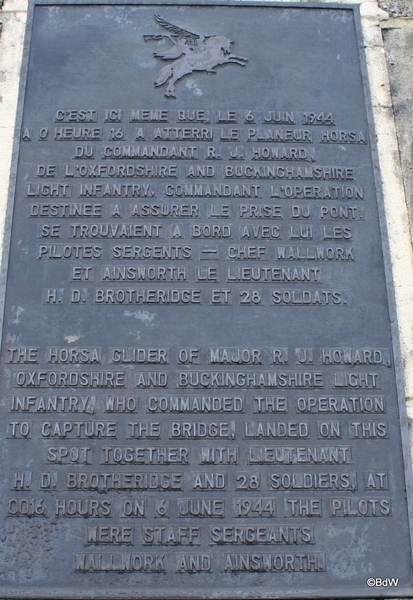 C'EST ICI MEME QUE, LE 6 JUIN 1944
A 0 HEURE 16 A ATTERRI LE PLANEUR HORSA
DU COMMANDANT R. J. HOWARD,
DE L'OXFORDSHIRE AND BUCKINGHAMSHIRE
LIGHT INFANTRY, COMMANDANT L'OPERATION
DESTINEE A ASSURER LE PRISE DU PONT.
SE TROUVAIENT A BORD AVEC LUI LES
PILOTES SERGENTS – CHEF WALLWORK
ET AINSWORTH LE LIEUTENANT
H. D. BROTHERIDGE ET 28 SOLDATS.
THE HORSA GLIDER OF MAJOR R. J. HOWARD,
OXFORDSHIRE AND BUCKINGHAMSHIRE LIGHT
INFANTRY, WHO COMMANDED THE OPERATION
TO CAPTURE THE BRIDGE, LANDED ON THIS
SPOT TOGETHER WITH LIEUTENANT
H. D. BROTHERIDGE AND 28 SOLDIERS, AT
0016 HOURS ON 6 JUNE 1944 THE PILOTS
WERE STAFF SERGEANTS
WALLWORK AND AINSWORTH.
©BdW